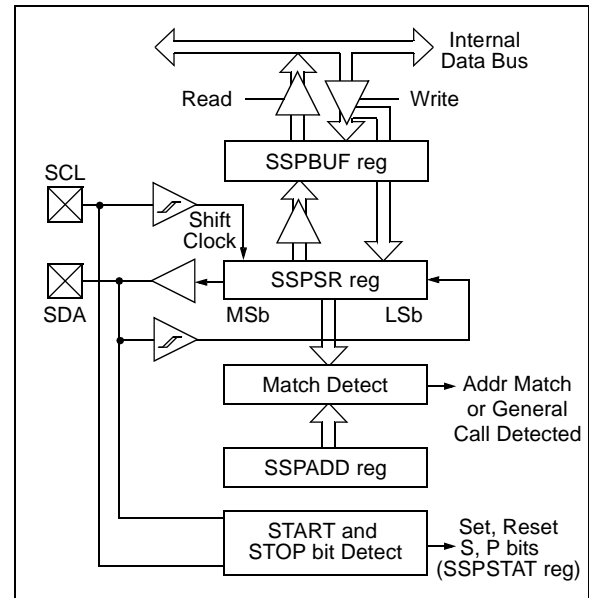 Internal
Data Bus
Read
Write
SSPBUF reg
SCL
Shift
Clock
SSPSR reg
SDA
MSb
LSb
Match Detect
Addr Match
or General
Call Detected
SSPADD reg
START and
STOP bit Detect
Set, Reset
S, P bits
(SSPSTAT reg)